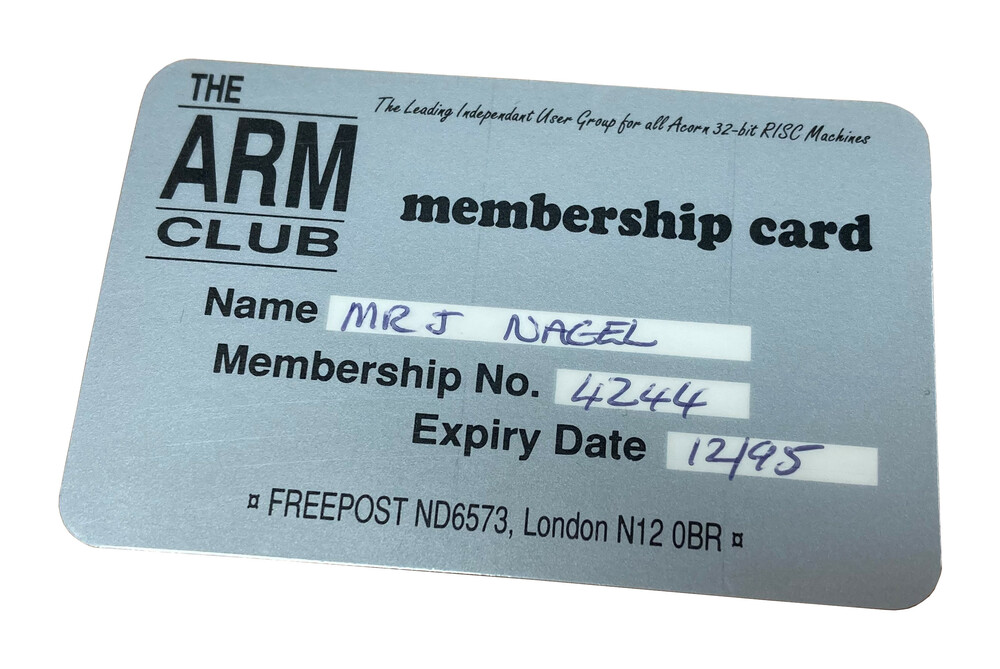 THE
ARM
CLUB
The Leading Independant User Group for all Acorn 32-bit RISC Machines
membership card
Name MR J NAGEL
Membership No. 4244
Expiry Date 12/95
¤ FREEPOST ND6573, London N12 0BR ¤